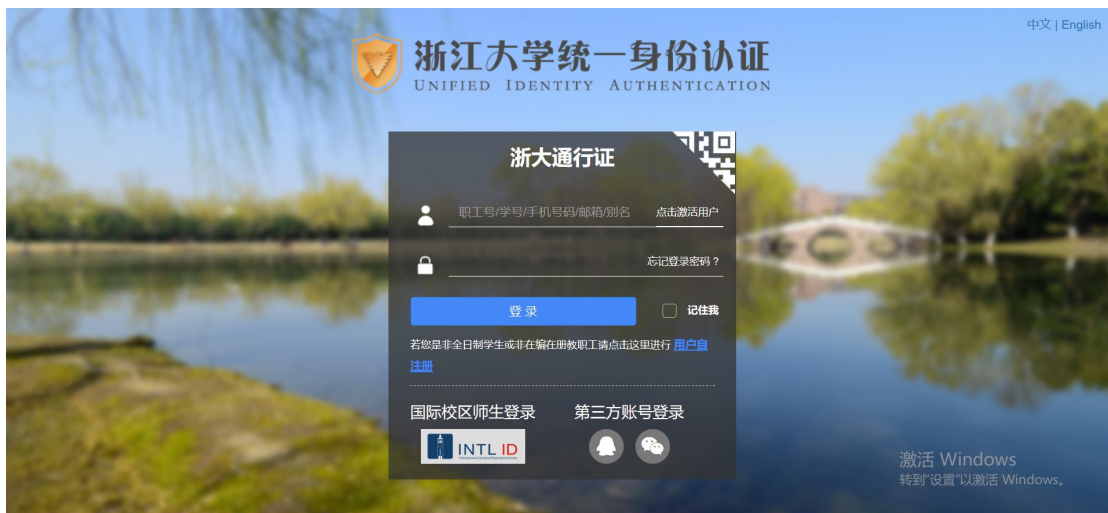 中文 | English
浙江大学统一身份认证
UNIFIED IDENTITY AUTHENTICATION
浙大通行证
职工号/学号/手机号码/邮箱/别名 点击激活用户
忘记登录密码？
登 录 记住我
若您是非全日制学生或非在编在册教职工请点击这里进行 用户自
注册
国际校区师生登录 第三方账号登录
INTL ID
激活 Windows
转到"设置"以激活 Windows。